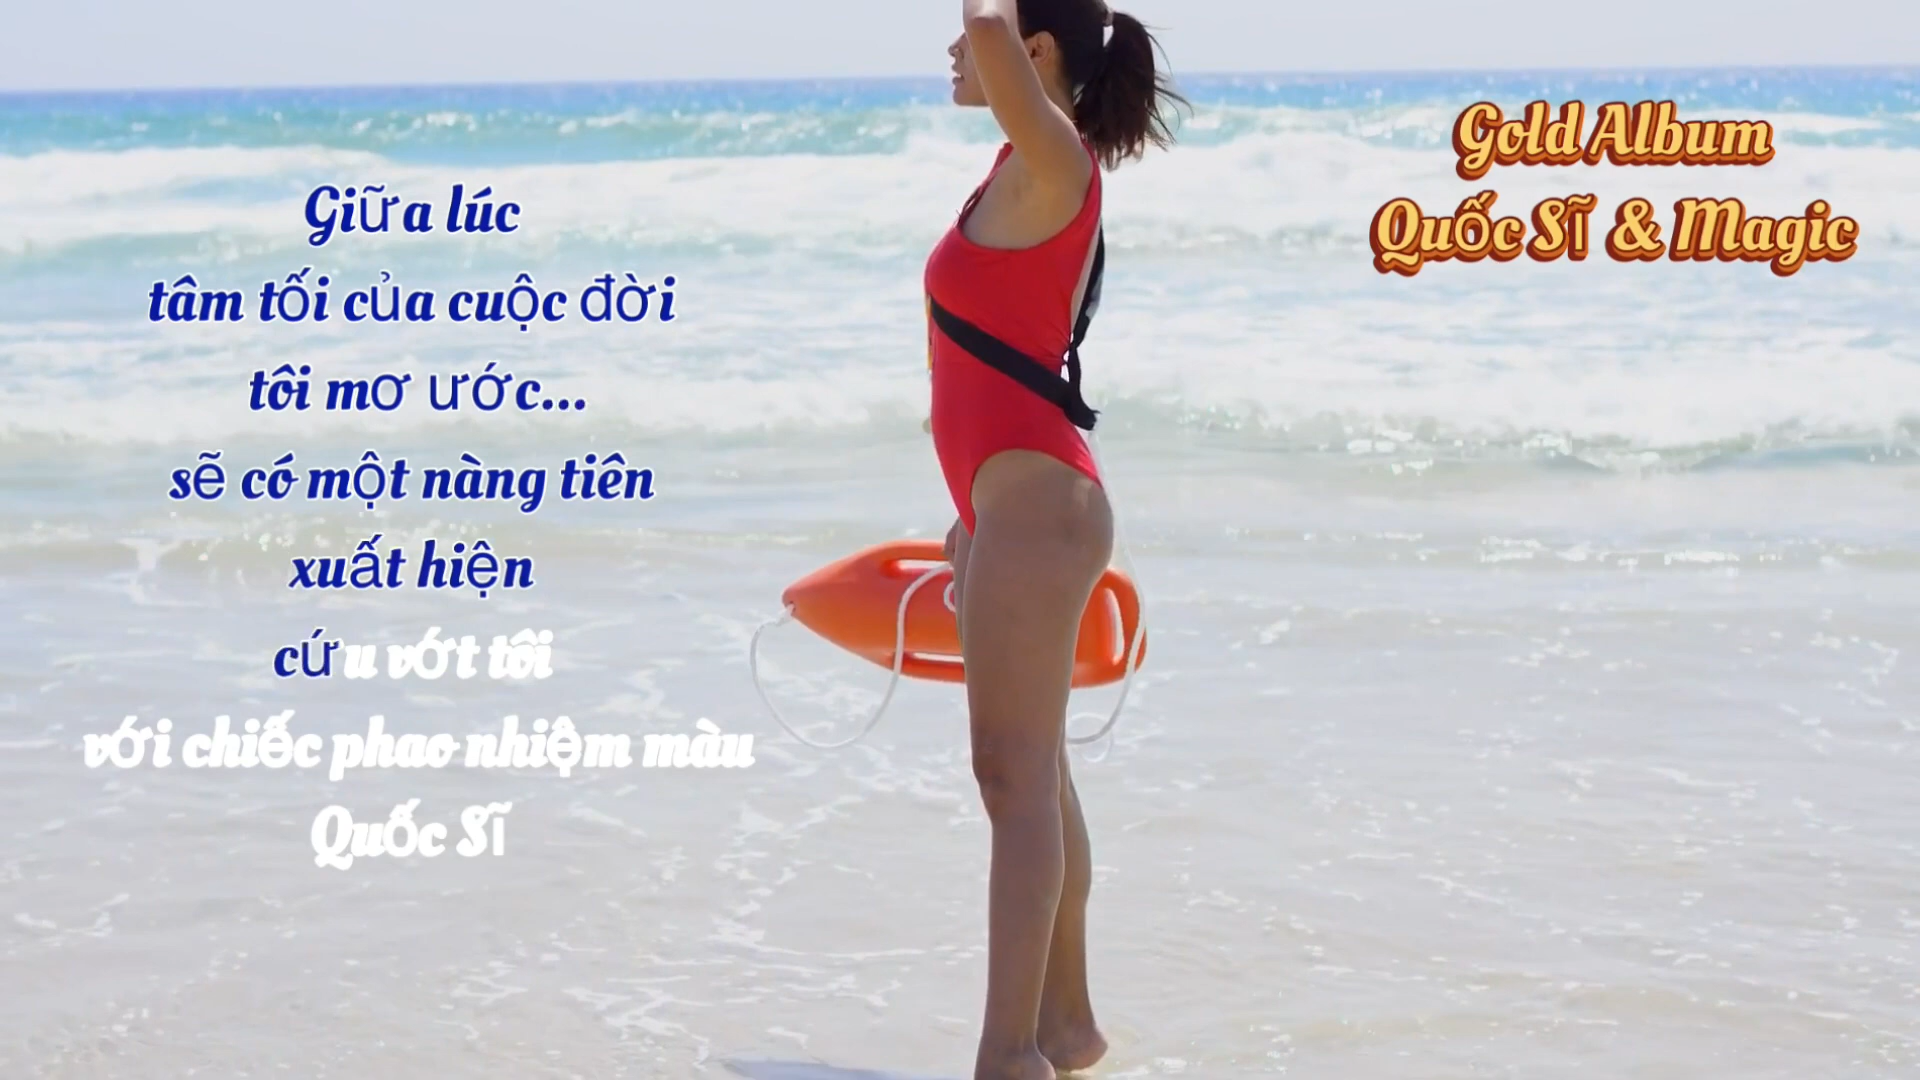 Giữa lúc
tâm tối của cuộc đời
tôi mơ ước...
sẽ có một nàng tiên
xuất hiện
cứu vớt tôi
với chiếc phao nhiệm màu
Quốc Sĩ
Gold Album
Quốc Sĩ & Magic